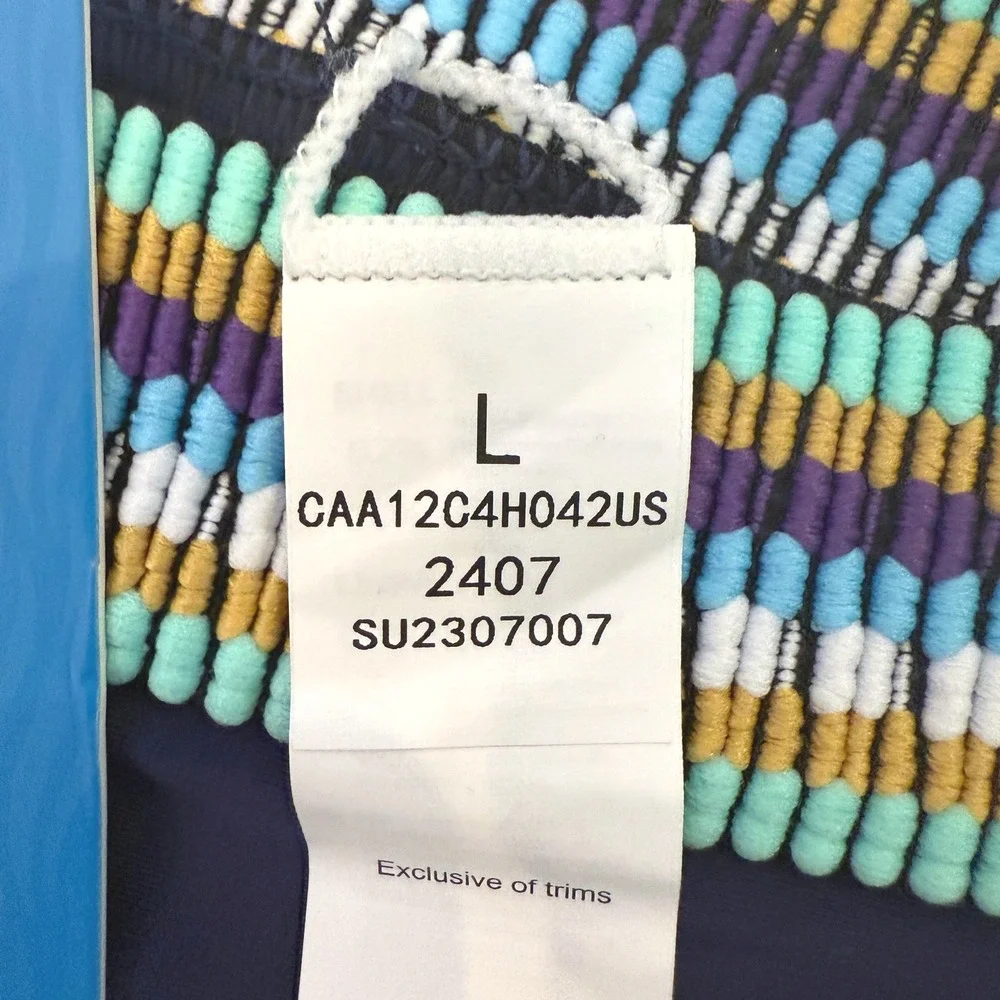 L
CAA12C4H042US
2407
SU2307007
Exclusive of trims